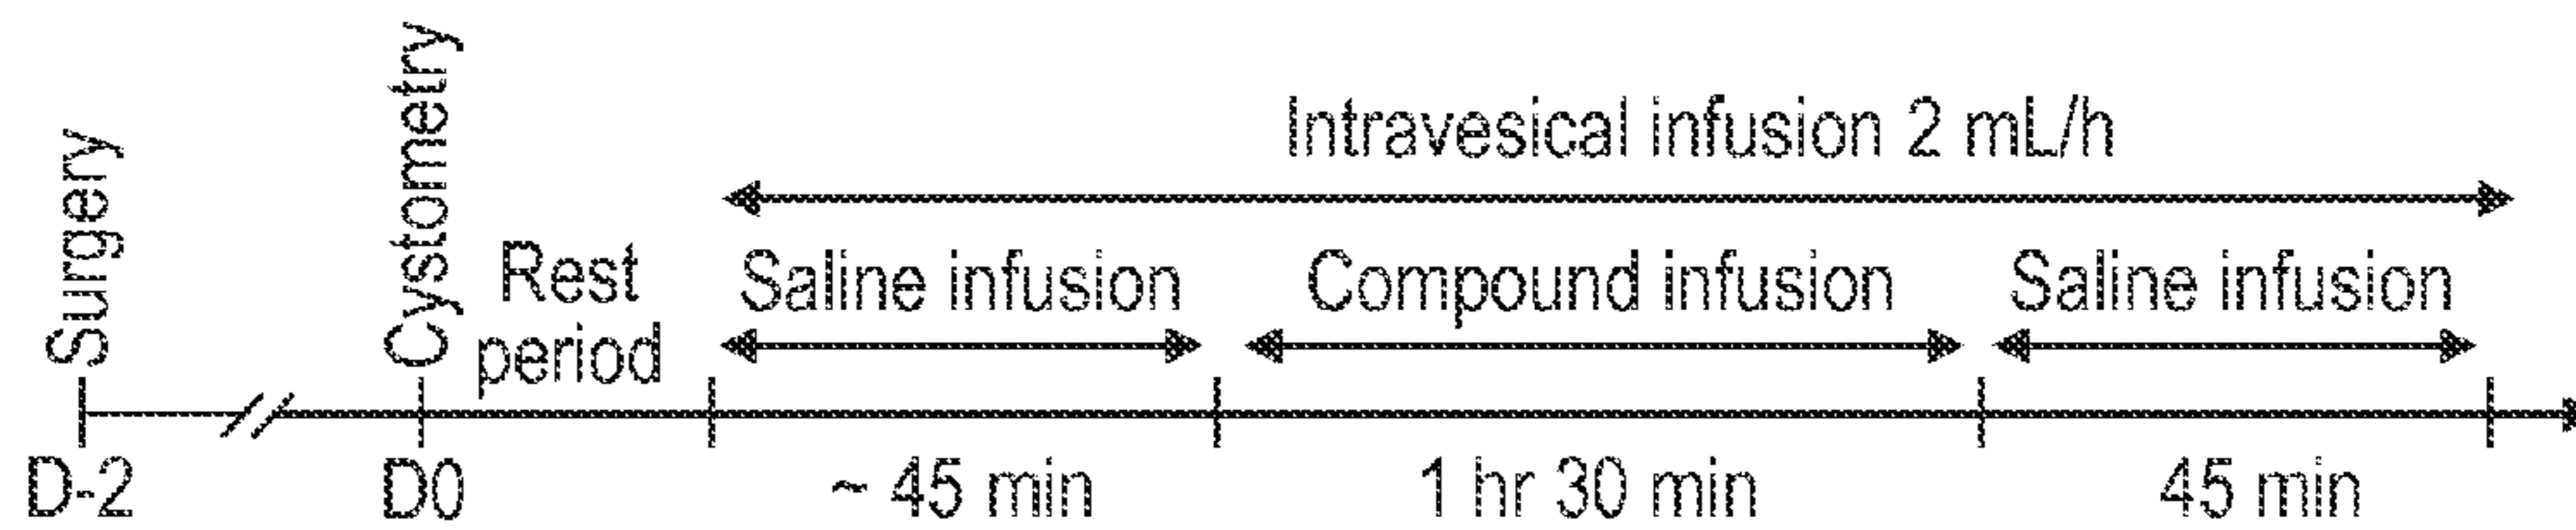 Surgery
Cystometry
Intravesical infusion 2 mL/h
Rest
period
Saline infusion
Compound infusion
Saline infusion
D-2
D0
~ 45 min
1 hr 30 min
45 min